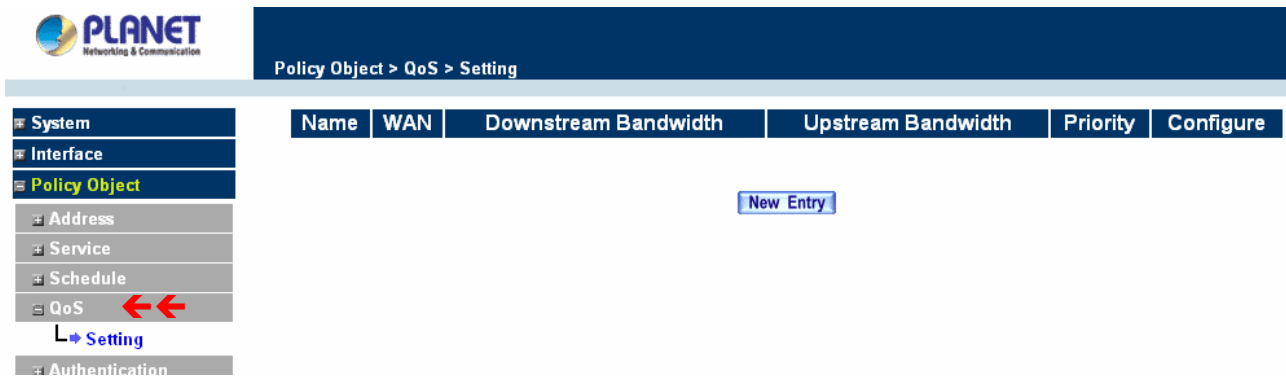 PLANET
Networking & Communication
Policy Object > QoS > Setting
System
Interface
Policy Object
Address
Service
Schedule
QoS
Setting
Authentication
Name WAN Downstream Bandwidth Upstream Bandwidth Priority Configure
New Entry